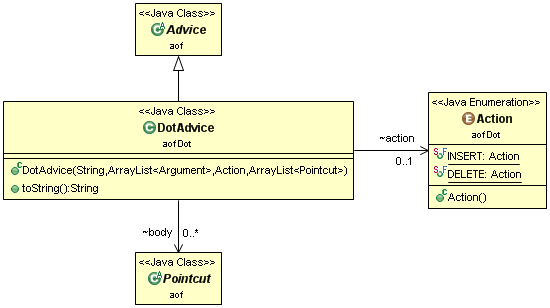 <<Java Class>>
Advice
aof
<<Java Class>>
DotAdvice
aofDot
DotAdvice(String,ArrayList<Argument>,Action,ArrayList<Pointcut>)
toString():String
~action
0..1
<<Java Enumeration>>
Action
aofDot
INSERT: Action
DELETE: Action
Action()
~body 0..*
<<Java Class>>
Pointcut
aof